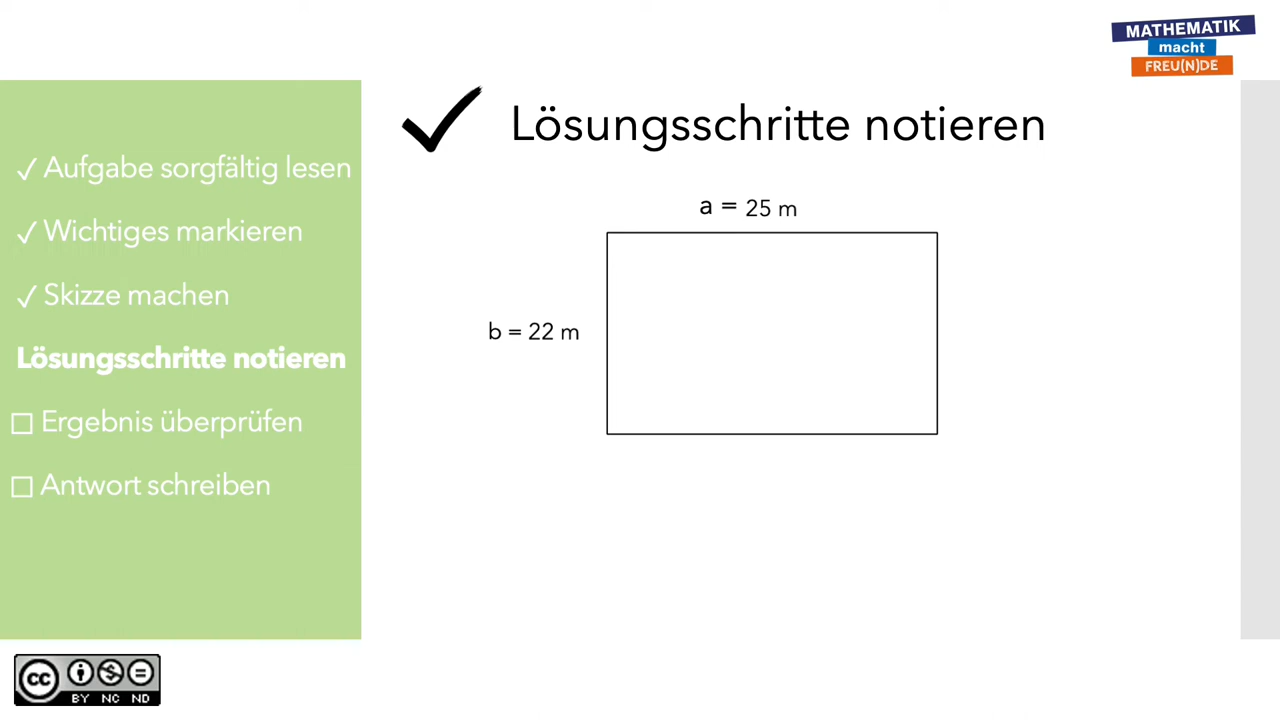 MATHEMATIK
macht
FREU(N)DE
✓ Lösungsschritte notieren
✓ Aufgabe sorgfältig lesen
✓ Wichtiges markieren
✓ Skizze machen
Lösungsschritte notieren
☐ Ergebnis überprüfen
☐ Antwort schreiben
a = 25 m
b = 22 m
cc
BY NC ND